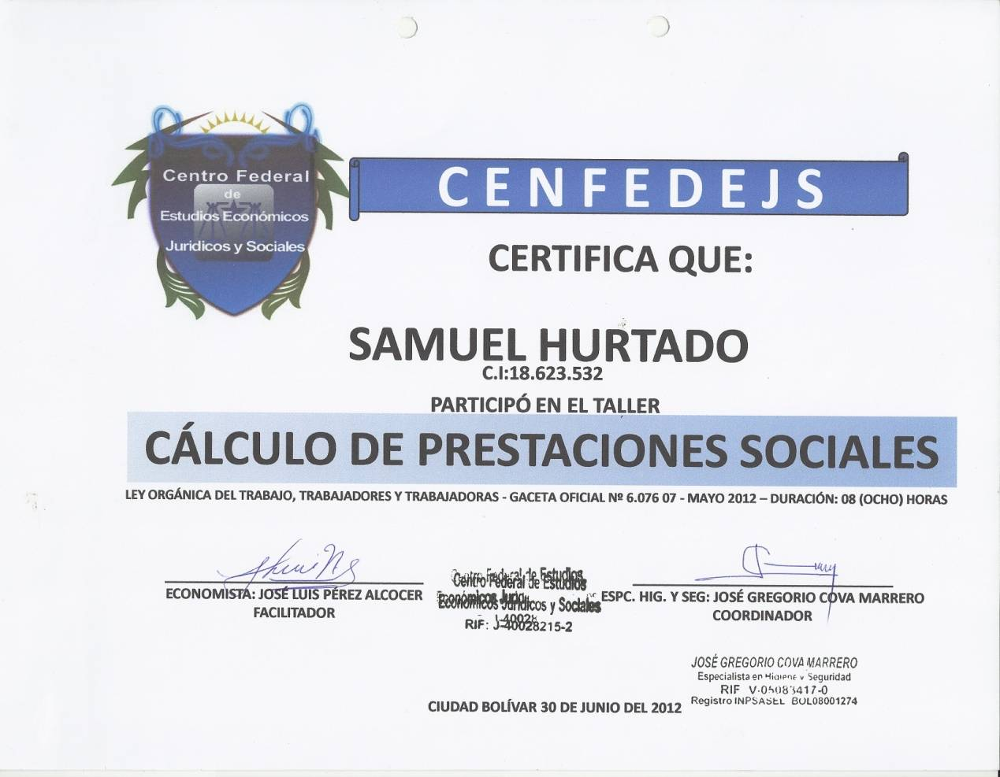 Centro Federal
de
Estudios Económicos
Juridicos y Sociales
CENFEDEJS
CERTIFICA QUE:
SAMUEL HURTADO
C.I:18.623.532
PARTICIPÓ EN EL TALLER
CÁLCULO DE PRESTACIONES SOCIALES
LEY ORGÁNICA DEL TRABAJO, TRABAJADORES Y TRABAJADORAS - GACETA OFICIAL Nº 6.076 07 - MAYO 2012 – DURACIÓN: 08 (OCHO) HORAS
ECONOMISTA: JOSÉ LUIS PÉREZ ALCOCER
FACILITADOR
Centro Federal de Estudios
Económicos Jurídicos y Sociales
RIF: J-40028215-2
ESPC. HIG. Y SEG: JOSÉ GREGORIO COVA MARRERO
COORDINADOR
JOSÉ GREGORIO COVA MARRERO
Especialista en Higiene y Seguridad
RIF V-05083417-0
Registro INPSASEL BOL08001274
CIUDAD BOLÍVAR 30 DE JUNIO DEL 2012